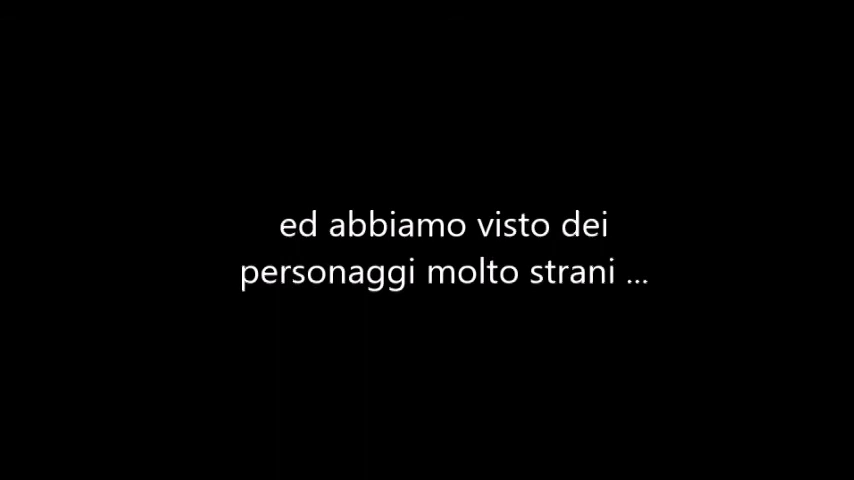 ed abbiamo visto dei
personaggi molto strani ...